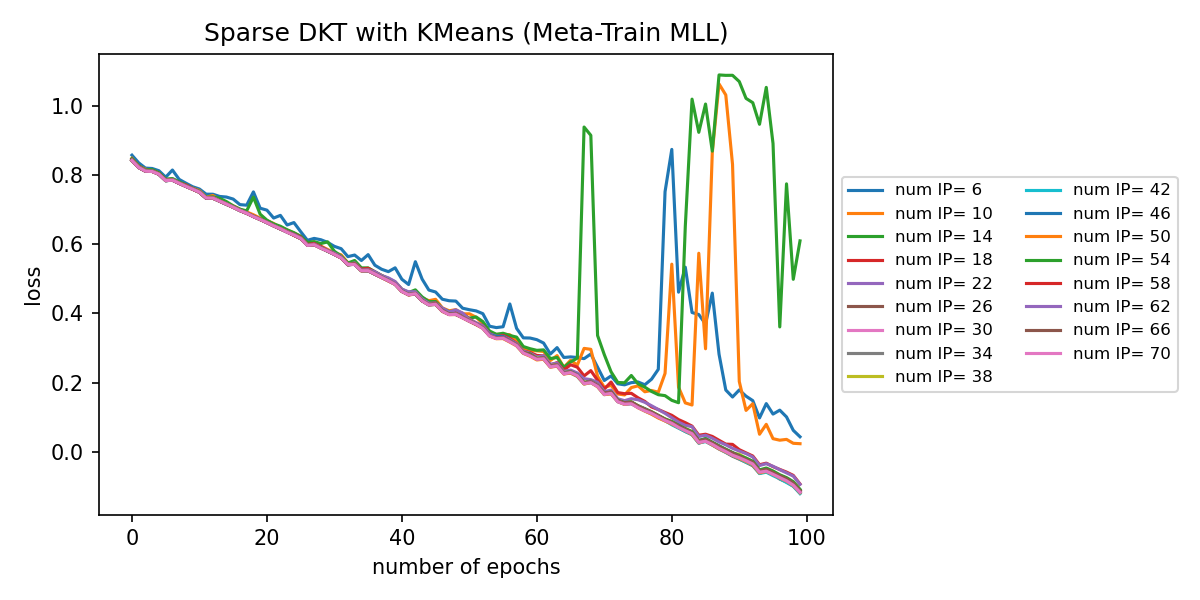 Sparse DKT with KMeans (Meta-Train MLL)
loss
1.0
0.8
0.6
0.4
0.2
0.0
0 20 40 60 80 100
number of epochs
num IP= 6
num IP= 10
num IP= 14
num IP= 18
num IP= 22
num IP= 26
num IP= 30
num IP= 34
num IP= 38
num IP= 42
num IP= 46
num IP= 50
num IP= 54
num IP= 58
num IP= 62
num IP= 66
num IP= 70